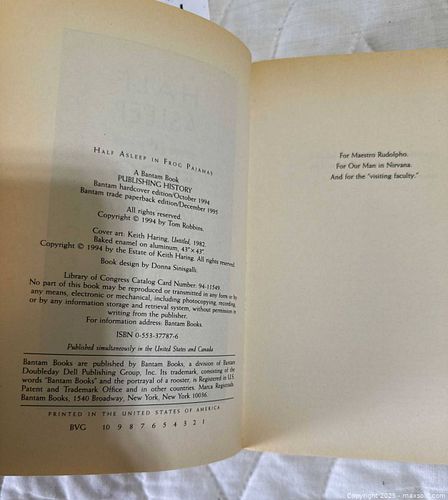 HALF ASLEEP IN FROG PAJAMAS
A Bantam Book
PUBLISHING HISTORY
Bantam hardcover edition/October 1994
Bantam trade paperback edition/December 1995
All rights reserved.
Copyright © 1994 by Tom Robbins.
Cover art: Keith Haring, Untitled, 1982.
Baked enamel on aluminum, 43" × 43".
Copyright © 1994 by the Estate of Keith Haring. All rights reserved.
Book design by Donna Sinisgalli.
Library of Congress Catalog Card Number: 94-11549.
No part of this book may be reproduced or transmitted in any form or by
any means, electronic or mechanical, including photocopying, recording,
or by any information storage and retrieval system, without permission in
writing from the publisher.
For information address: Bantam Books.
ISBN 0-553-37787-6
Published simultaneously in the United States and Canada
Bantam Books are published by Bantam Books, a division of Bantam
Doubleday Dell Publishing Group, Inc. Its trademark, consisting of the
words "Bantam Books" and the portrayal of a rooster, is Registered in U.S.
Patent and Trademark Office and in other countries. Marca Registrada.
Bantam Books, 1540 Broadway, New York, New York 10036.
PRINTED IN THE UNITED STATES OF AMERICA
BVG 10 9 8 7 6 5 4 3 2 1
For Maestro Rudolpho.
For Our Man in Nirvana.
And for the "visiting faculty."
Copyright 2025 - maxsold.com